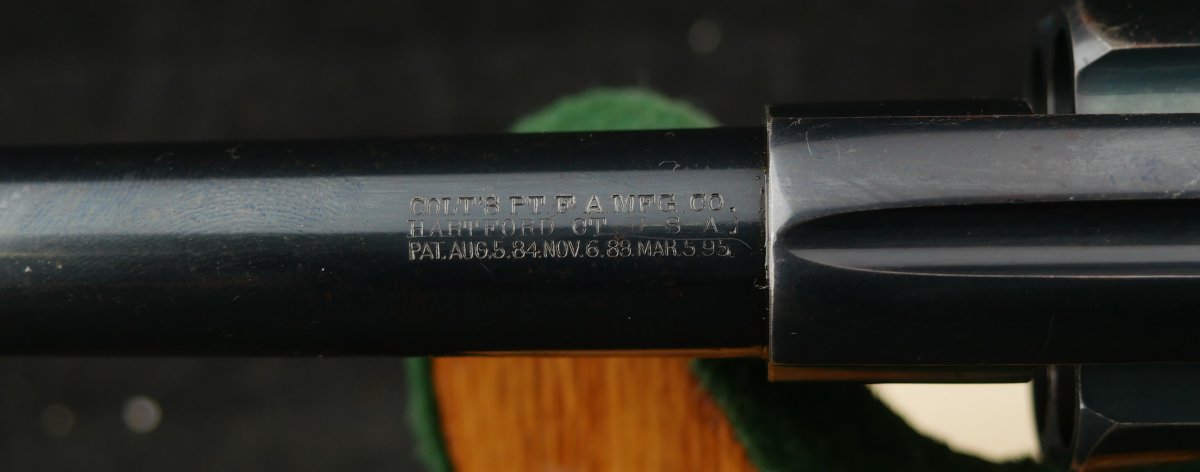 COLT'S PT. F. A. MFG. CO.
HARTFORD CT. U S A.
PAT. AUG. 5. 84. NOV. 6. 88. MAR. 5. 95.